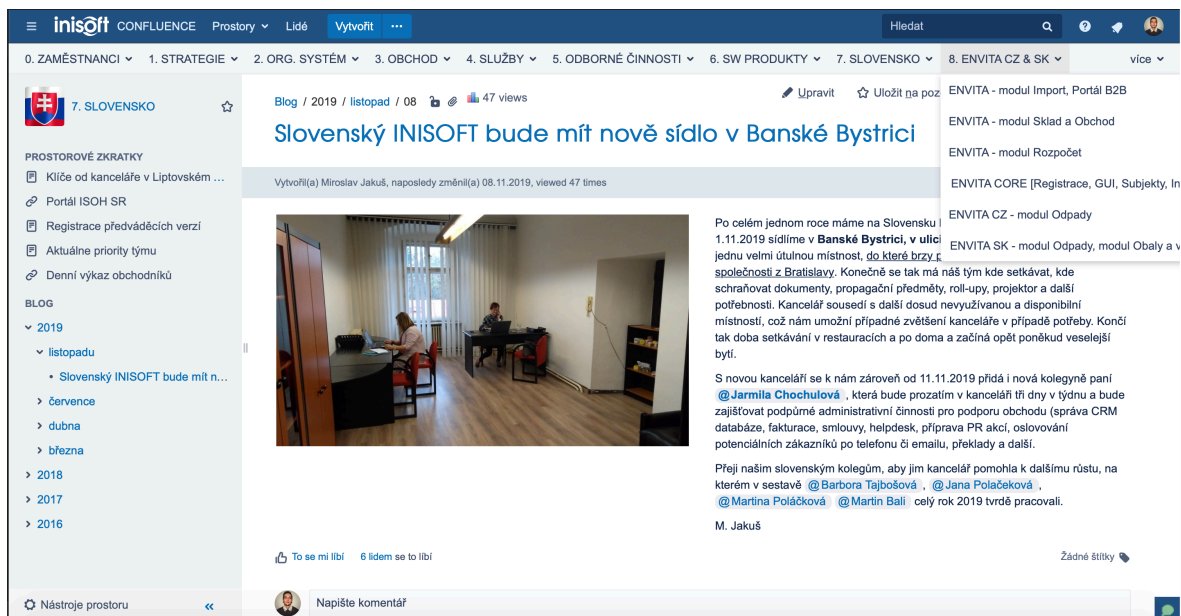 inisoft CONFLUENCE Prostory Lidé Vytvořit ... Hledat
0. ZAMĚSTNANCI 1. STRATEGIE 2. ORG. SYSTÉM 3. OBCHOD 4. SLUŽBY 5. ODBORNÉ ČINNOSTI 6. SW PRODUKTY 7. SLOVENSKO 8. ENVITA CZ & SK více
7. SLOVENSKO
PROSTOROVÉ ZKRATKY
Klíče od kanceláře v Liptovském ...
Portál ISOH SR
Registrace předváděcích verzí
Aktuálne priority týmu
Denní výkaz obchodníků
BLOG
2019
listopadu
Slovenský INISOFT bude mít n...
července
dubna
března
2018
2017
2016
Nástroje prostoru
Blog / 2019 / listopad / 08 47 views
Upravit Uložit na poz
Slovenský INISOFT bude mít nově sídlo v Banské Bystrici
Vytvořil(a) Miroslav Jakuš, naposledy změnil(a) 08.11.2019, viewed 47 times
ENVITA - modul Import, Portál B2B
ENVITA - modul Sklad a Obchod
ENVITA - modul Rozpočet
ENVITA CORE [Registrace, GUI, Subjekty, In
ENVITA CZ - modul Odpady
ENVITA SK - modul Odpady, modul Obaly a v
Po celém jednom roce máme na Slovensku
1.11.2019 sídlíme v Banské Bystrici, v ulici
jednu velmi útulnou místnost, do které brzy p
společnosti z Bratislavy. Konečně se tak má náš tým kde setkávat, kde
schraňovat dokumenty, propagační předměty, roll-upy, projektor a další
potřebnosti. Kancelář sousedí s další dosud nevyužívanou a disponibilní
místností, což nám umožní případné zvětšení kanceláře v případě potřeby. Končí
tak doba setkávání v restauracích a po doma a začíná opět poněkud veselejší
bytí.
S novou kanceláří se k nám zároveň od 11.11.2019 přidá i nová kolegyně paní
@Jarmila Chochulová , která bude prozatím v kanceláři tři dny v týdnu a bude
zajišťovat podpůrné administrativní činnosti pro podporu obchodu (správa CRM
databáze, fakturace, smlouvy, helpdesk, příprava PR akcí, oslovování
potenciálních zákazníků po telefonu či emailu, překlady a další.
Přeji našim slovenským kolegům, aby jim kancelář pomohla k dalšímu růstu, na
kterém v sestavě @Barbora Tajbošová , @Jana Polačeková ,
@Martina Poláčková @Martin Bali celý rok 2019 tvrdě pracovali.
M. Jakuš
To se mi líbí 6 lidem se to líbí
Žádné štítky
Napište komentář